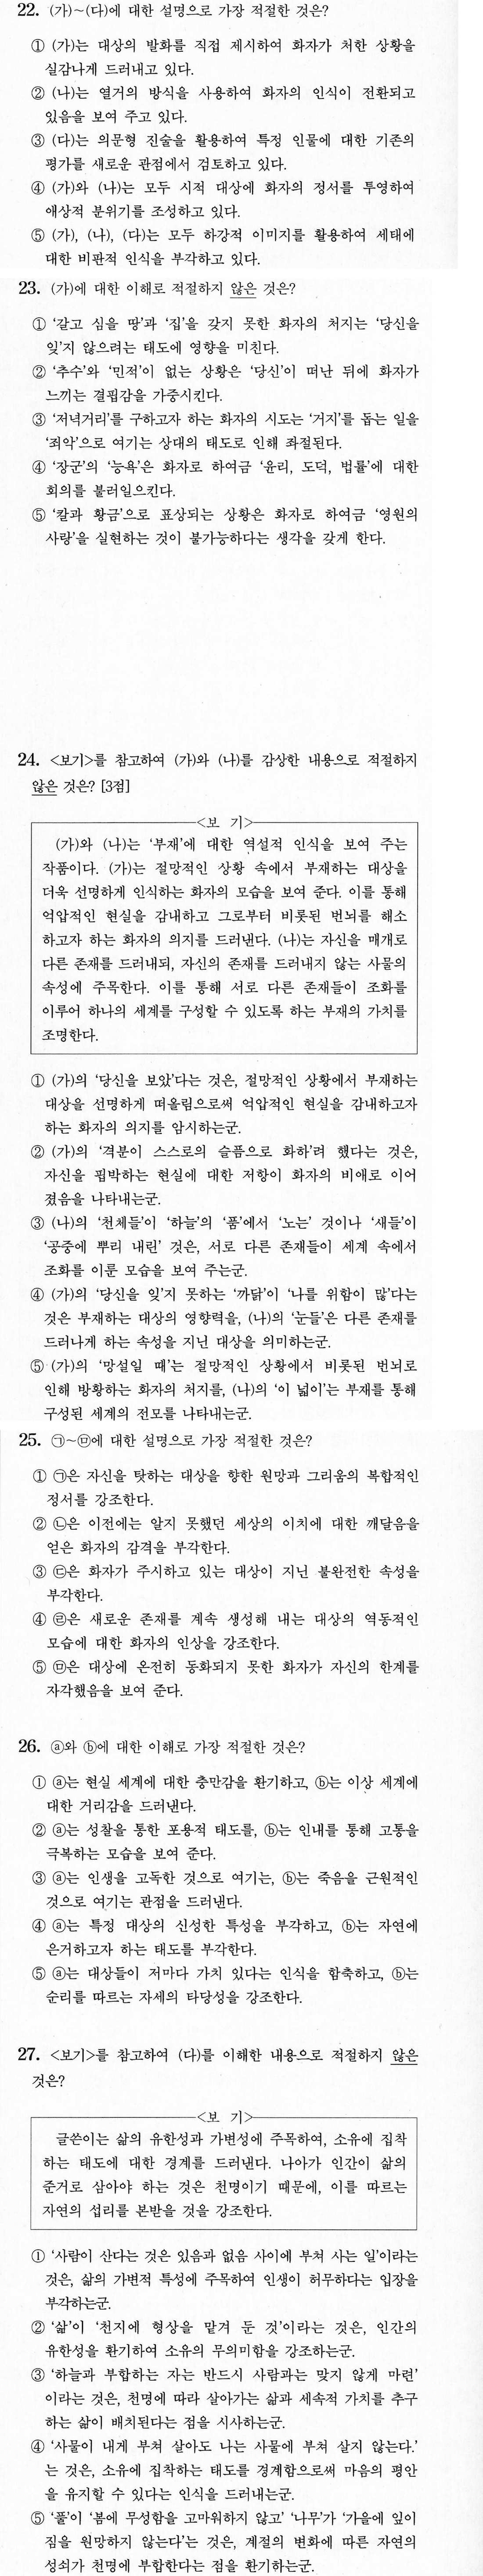 22. (가)~(다)에 대한 설명으로 가장 적절한 것은?
① (가)는 대상의 발화를 직접 제시하여 화자가 처한 상황을
실감나게 드러내고 있다.
② (나)는 열거의 방식을 사용하여 화자의 인식이 전환되고
있음을 보여 주고 있다.
③ (다)는 의문형 진술을 활용하여 특정 인물에 대한 기존의
평가를 새로운 관점에서 검토하고 있다.
④ (가)와 (나)는 모두 시적 대상에 화자의 정서를 투영하여
애상적 분위기를 조성하고 있다.
⑤ (가), (나), (다)는 모두 하강적 이미지를 활용하여 세태에
대한 비판적 인식을 부각하고 있다.
23. (가)에 대한 이해로 적절하지 않은 것은?
① ‘갈고 심을 땅’과 ‘집’을 갖지 못한 화자의 처지는 ‘당신을
잊’지 않으려는 태도에 영향을 미친다.
② ‘추수’와 ‘민적’이 없는 상황은 ‘당신’이 떠난 뒤에 화자가
느끼는 결핍감을 가중시킨다.
③ ‘저녁거리’를 구하고자 하는 화자의 시도는 ‘거지’를 돕는 일을
‘죄악’으로 여기는 상대의 태도로 인해 좌절된다.
④ ‘장군’의 ‘능욕’은 화자로 하여금 ‘윤리, 도덕, 법률’에 대한
회의를 불러일으킨다.
⑤ ‘칼과 황금’으로 표상되는 상황은 화자로 하여금 ‘영원의
사랑’을 실현하는 것이 불가능하다는 생각을 갖게 한다.
24. <보기>를 참고하여 (가)와 (나)를 감상한 내용으로 적절하지
않은 것은? [3점]
<보 기>
(가)와 (나)는 ‘부재’에 대한 역설적 인식을 보여 주는
작품이다. (가)는 절망적인 상황 속에서 부재하는 대상을
더욱 선명하게 인식하는 화자의 모습을 보여 준다. 이를 통해
억압적인 현실을 감내하고 그로부터 비롯된 번뇌를 해소
하고자 하는 화자의 의지를 드러낸다. (나)는 자신을 매개로
다른 존재를 드러내되, 자신의 존재를 드러내지 않는 사물의
속성에 주목한다. 이를 통해 서로 다른 존재들이 조화를
이루어 하나의 세계를 구성할 수 있도록 하는 부재의 가치를
조명한다.
① (가)의 ‘당신을 보았’다는 것은, 절망적인 상황에서 부재하는
대상을 선명하게 떠올림으로써 억압적인 현실을 감내하고자
하는 화자의 의지를 암시하는군.
② (가)의 ‘격분이 스스로의 슬픔으로 화하’려 했다는 것은,
자신을 핍박하는 현실에 대한 저항이 화자의 비애로 이어
졌음을 나타내는군.
③ (나)의 ‘천체들’이 ‘하늘’의 ‘품’에서 ‘노는’ 것이나 ‘새들’이
‘공중에 뿌리 내린’ 것은, 서로 다른 존재들이 세계 속에서
조화를 이룬 모습을 보여 주는군.
④ (가)의 ‘당신을 잊’지 못하는 ‘까닭’이 ‘나를 위함이 많’다는
것은 부재하는 대상의 영향력을, (나)의 ‘눈들’은 다른 존재를
드러나게 하는 속성을 지닌 대상을 의미하는군.
⑤ (가)의 ‘망설일 때’는 절망적인 상황에서 비롯된 번뇌로
인해 방황하는 화자의 처지를, (나)의 ‘이 넓이’는 부재를 통해
구성된 세계의 전모를 나타내는군.
25. ㉠~㉤에 대한 설명으로 가장 적절한 것은?
① ㉠은 자신을 탓하는 대상을 향한 원망과 그리움의 복합적인
정서를 강조한다.
② ㉡은 이전에는 알지 못했던 세상의 이치에 대한 깨달음을
얻은 화자의 감격을 부각한다.
③ ㉢은 화자가 주시하고 있는 대상이 지닌 불완전한 속성을
부각한다.
④ ㉣은 새로운 존재를 계속 생성해 내는 대상의 역동적인
모습에 대한 화자의 인상을 강조한다.
⑤ ㉤은 대상에 온전히 동화되지 못한 화자가 자신의 한계를
자각했음을 보여 준다.
26. ⓐ와 ⓑ에 대한 이해로 가장 적절한 것은?
① ⓐ는 현실 세계에 대한 충만감을 환기하고, ⓑ는 이상 세계에
대한 거리감을 드러낸다.
② ⓐ는 성찰을 통한 포용적 태도를, ⓑ는 인내를 통해 고통을
극복하는 모습을 보여 준다.
③ ⓐ는 인생을 고독한 것으로 여기는, ⓑ는 죽음을 근원적인
것으로 여기는 관점을 드러낸다.
④ ⓐ는 특정 대상의 신성한 특성을 부각하고, ⓑ는 자연에
은거하고자 하는 태도를 부각한다.
⑤ ⓐ는 대상들이 저마다 가치 있다는 인식을 함축하고, ⓑ는
순리를 따르는 자세의 타당성을 강조한다.
27. <보기>를 참고하여 (다)를 이해한 내용으로 적절하지 않은
것은?
<보 기>
글쓴이는 삶의 유한성과 가변성에 주목하여, 소유에 집착
하는 태도에 대한 경계를 드러낸다. 나아가 인간이 삶의
준거로 삼아야 하는 것은 천명이기 때문에, 이를 따르는
자연의 섭리를 본받을 것을 강조한다.
① ‘사람이 산다는 것은 있음과 없음 사이에 부쳐 사는 일’이라는
것은, 삶의 가변적 특성에 주목하여 인생이 허무하다는 입장을
부각하는군.
② ‘삶’이 ‘천지에 형상을 맡겨 둔 것’이라는 것은, 인간의
유한성을 환기하여 소유의 무의미함을 강조하는군.
③ ‘하늘과 부합하는 자는 반드시 사람과는 맞지 않게 마련’
이라는 것은, 천명에 따라 살아가는 삶과 세속적 가치를 추구
하는 삶이 배치된다는 점을 시사하는군.
④ ‘사물이 내게 부쳐 살아도 나는 사물에 부쳐 살지 않는다.’
는 것은, 소유에 집착하는 태도를 경계함으로써 마음의 평안
을 유지할 수 있다는 인식을 드러내는군.
⑤ ‘풀’이 ‘봄에 무성함을 고마워하지 않고’ ‘나무’가 ‘가을에 잎이
짐을 원망하지 않는다’는 것은, 계절의 변화에 따른 자연의
성쇠가 천명에 부합한다는 점을 환기하는군.